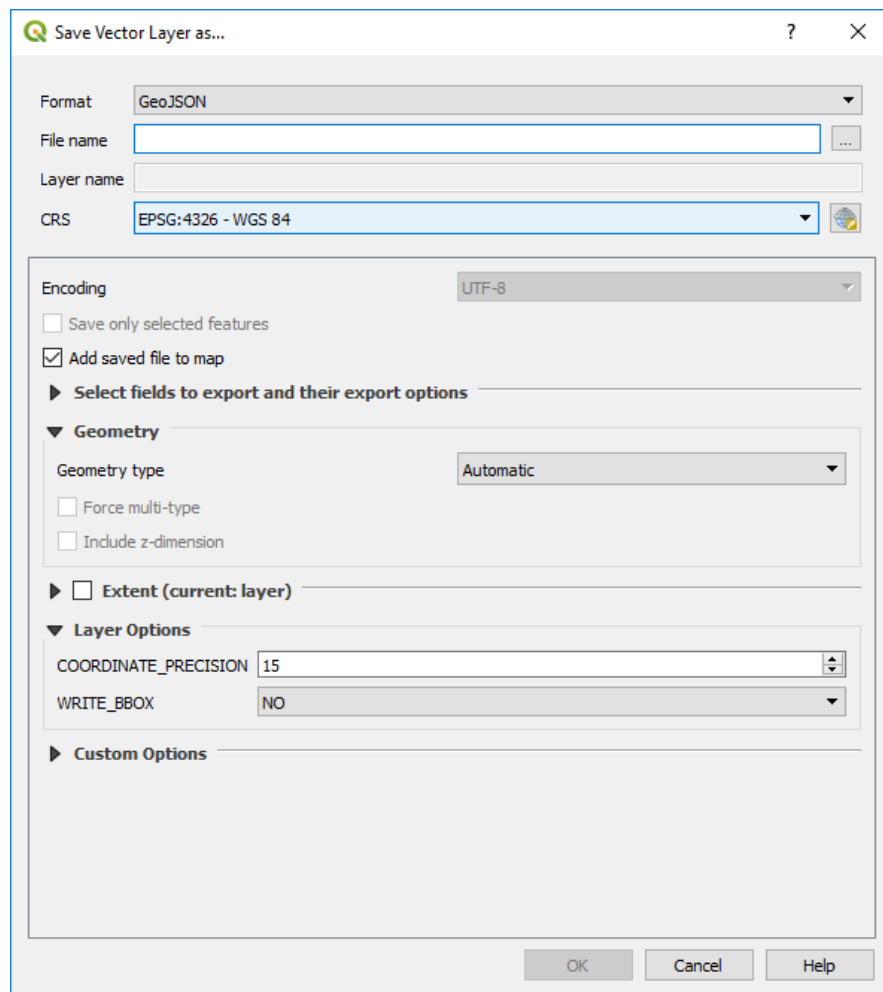 Save Vector Layer as...
?
Format GeoJSON
File name ...
Layer name
CRS EPSG:4326 - WGS 84
Encoding UTF-8
Save only selected features
Add saved file to map
Select fields to export and their export options
Geometry
Geometry type Automatic
Force multi-type
Include z-dimension
Extent (current: layer)
Layer Options
COORDINATE_PRECISION 15
WRITE_BBOX NO
Custom Options
OK Cancel Help